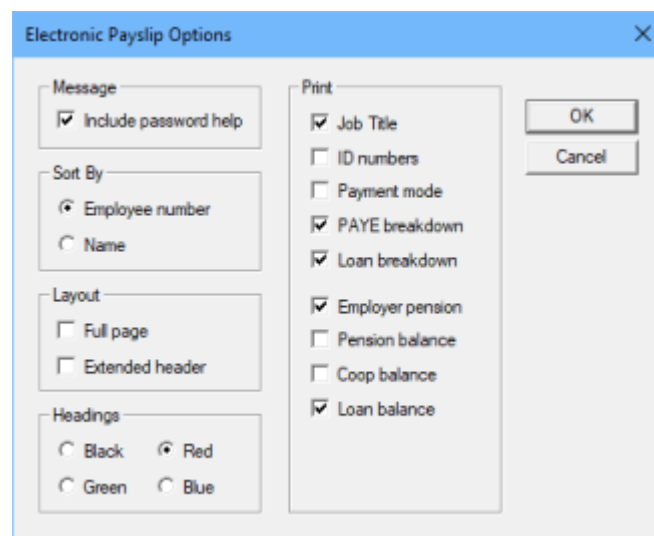 Electronic Payslip Options
Message
Include password help
Sort By
Employee number
Name
Layout
Full page
Extended header
Headings
Black Red
Green Blue
Print
Job Title
ID numbers
Payment mode
PAYE breakdown
Loan breakdown
Employer pension
Pension balance
Coop balance
Loan balance
OK
Cancel